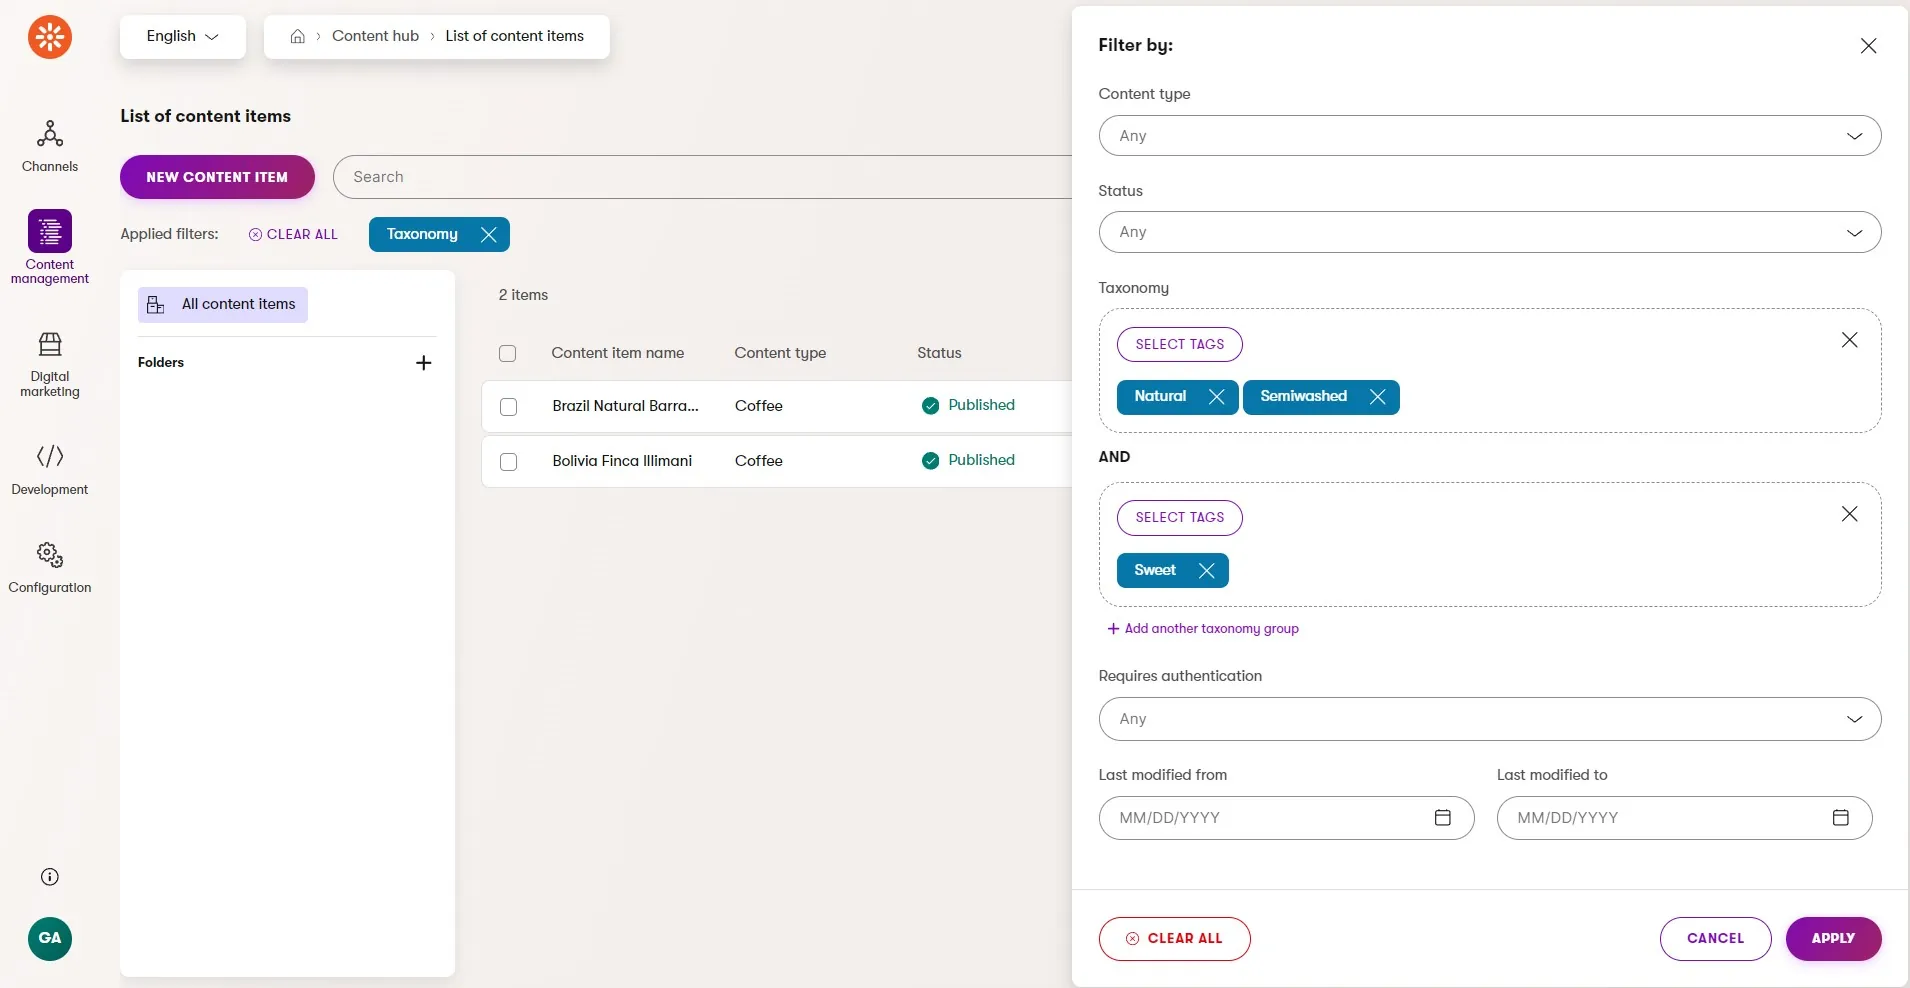 English
Content hub
List of content items
Channels
Content
management
Digital
marketing
Development
Configuration
GA
List of content items
NEW CONTENT ITEM
Search
Applied filters:
CLEAR ALL
Taxonomy
All content items
Folders
2 items
Content item name
Content type
Status
Brazil Natural Barra...
Coffee
Published
Bolivia Finca Illimani
Coffee
Published
Filter by:
Content type
Any
Status
Any
Taxonomy
SELECT TAGS
Natural
Semiwashed
AND
SELECT TAGS
Sweet
Add another taxonomy group
Requires authentication
Any
Last modified from
Last modified to
MM/DD/YYYY
MM/DD/YYYY
CLEAR ALL
CANCEL
APPLY